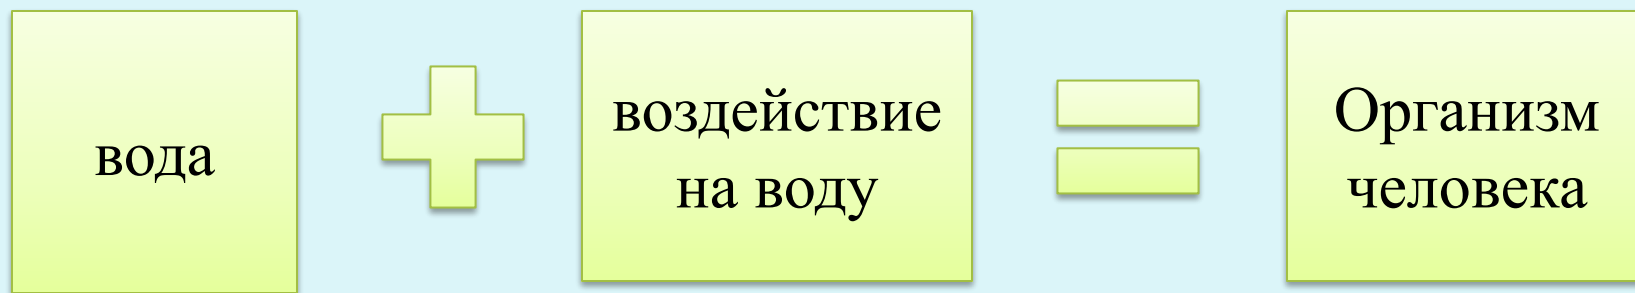 вода
воздействие
на воду
Организм
человека